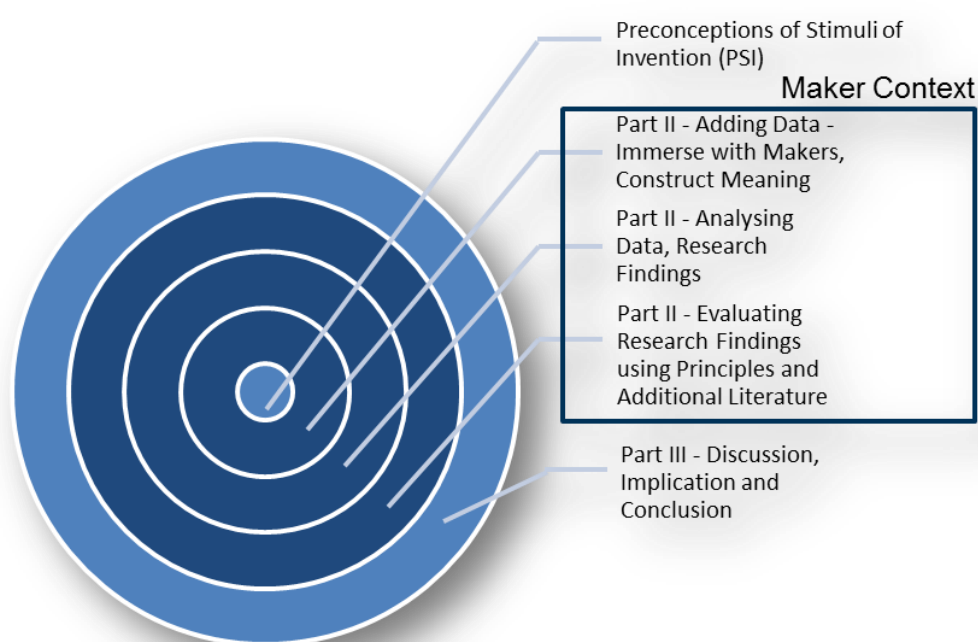 Preconceptions of Stimuli of
Invention (PSI)
Maker Context
Part II - Adding Data -
Immerse with Makers,
Construct Meaning
Part II - Analysing
Data, Research
Findings
Part II - Evaluating
Research Findings
using Principles and
Additional Literature
Part III - Discussion,
Implication and
Conclusion